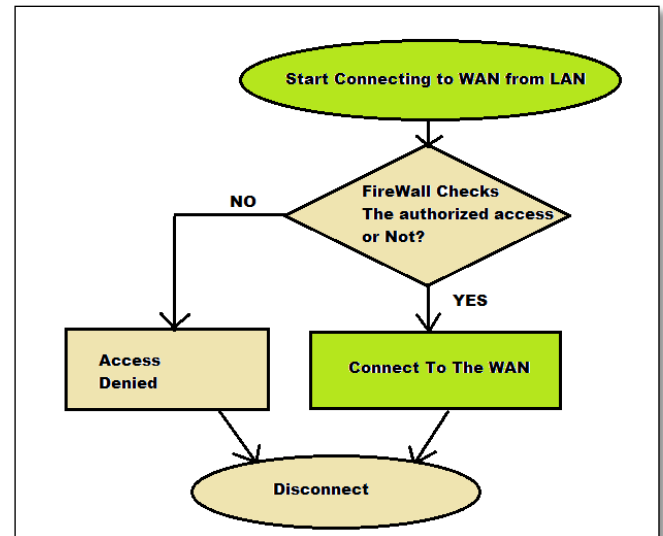 Start Connecting to WAN from LAN
FireWall Checks
The authorized access
or Not?
NO
YES
Access
Denied
Connect To The WAN
Disconnect